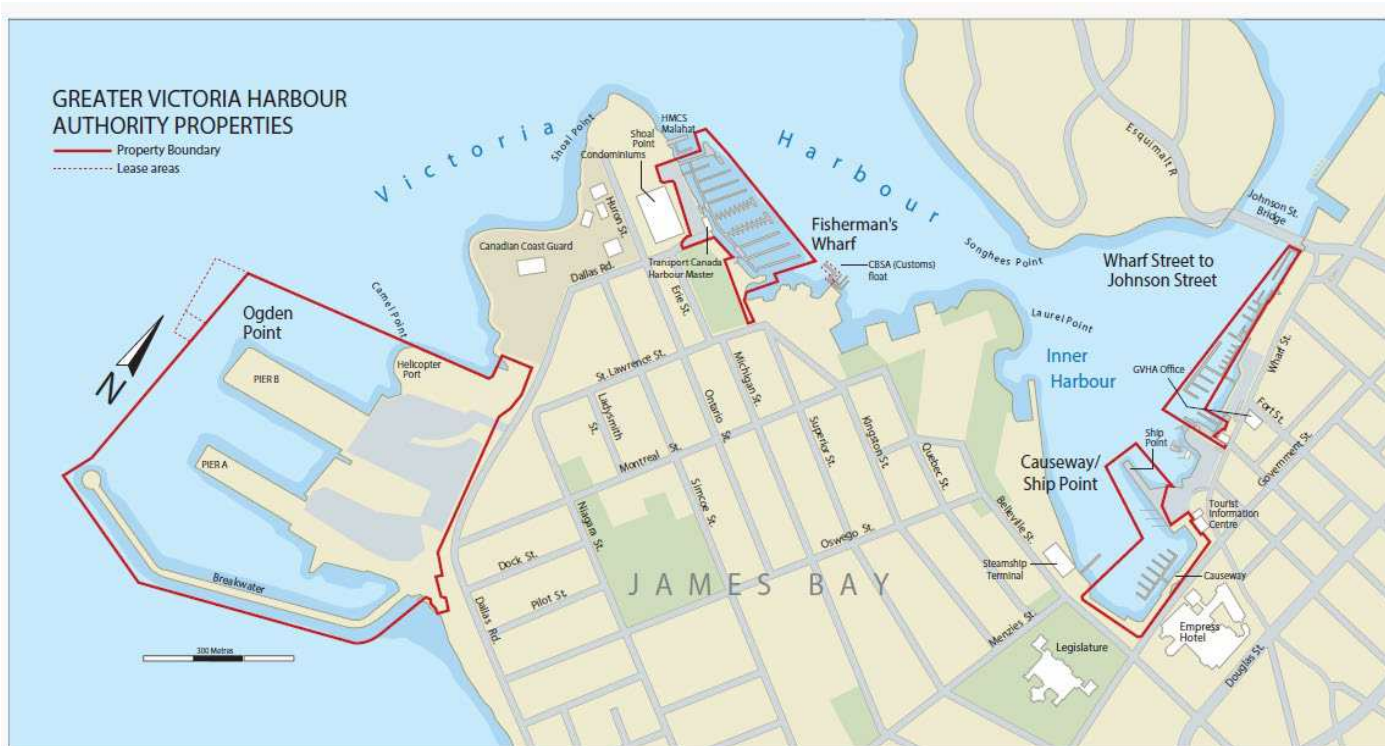 GREATER VICTORIA HARBOUR
AUTHORITY PROPERTIES
Property Boundary
Lease areas
Victoria Harbour
Shoal Point
HMCS
Malahat
Shoal
Point
Condominiums
Huron St.
Canadian Coast Guard
Dallas Rd.
Transport Canada
Harbour Master
Erie St.
Fisherman's
Wharf
CBSA (Customs)
float
Songhees Point
Esquimalt R
Johnson St.
Bridge
Wharf Street to
Johnson Street
Laurel Point
Inner
Harbour
GVHA Office
Wharf St.
Fort St.
Government St.
Ship
Point
Causeway/
Ship Point
Tourist
Information
Centre
Causeway
Empress
Hotel
Douglas St.
Legislature
Menzies St.
Steamship
Terminal
Belleville St.
Quebec St.
Kingston St.
Superior St.
Michigan St.
Ontario St.
St. Lawrence St.
Ladysmith
St.
Montreal St.
Simcoe St.
Niagara St.
Oswego St.
JAMES BAY
Dock St.
Pilot St.
Dallas Rd.
Camel Point
Ogden
Point
Helicopter
Port
PIER B
PIER A
Breakwater
N
300 Metres